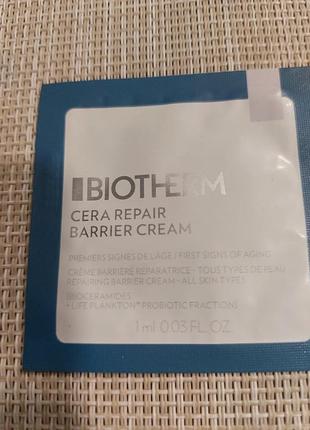 BIOTHERM
CERA REPAIR
BARRIER CREAM
PREMIERS SIGNES DE L'ÂGE / FIRST SIGNS OF AGING
CRÈME BARRIÈRE RÉPARATRICE - TOUS TYPES DE PEAU
REPAIRING BARRIER CREAM - ALL SKIN TYPES
BIOCERAMIDES
+ LIFE PLANKTON™ PROBIOTIC FRACTIONS
1 ml 0.03 FL. OZ.